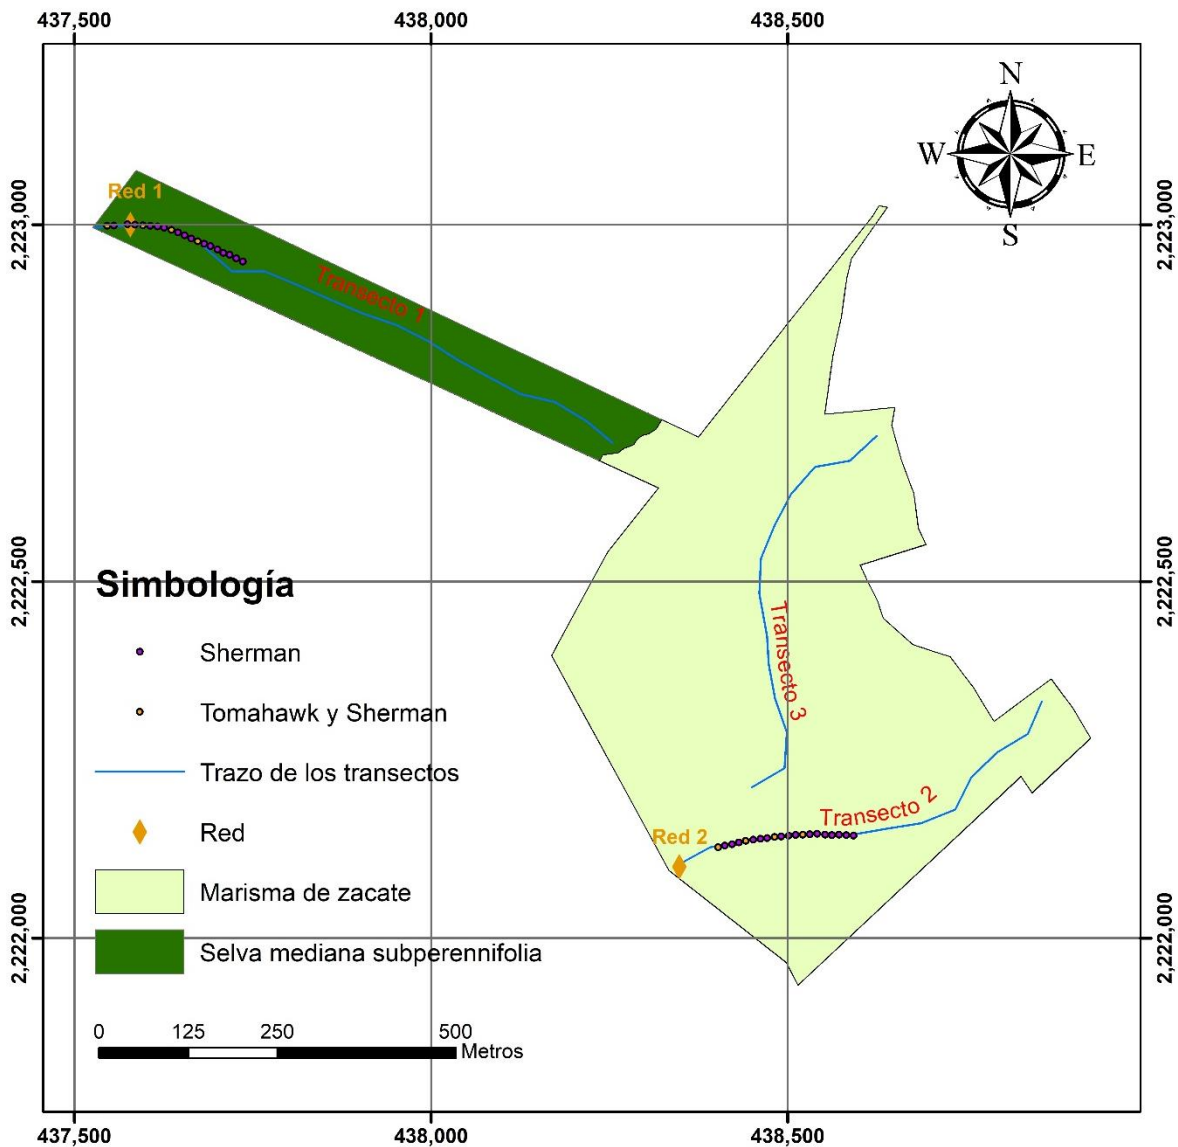 437,500 438,000 438,500
N
W E
S
2,223,000 2,223,000
Red 1
Transecto 1
2,222,500 2,222,500
Simbología
Sherman
Tomahawk y Sherman
Trazo de los transectos
Red
Marisma de zacate
Selva mediana subperennifolia
Transecto 3
Transecto 2
Red 2
2,222,000 2,222,000
0 125 250 500
Metros
437,500 438,000 438,500